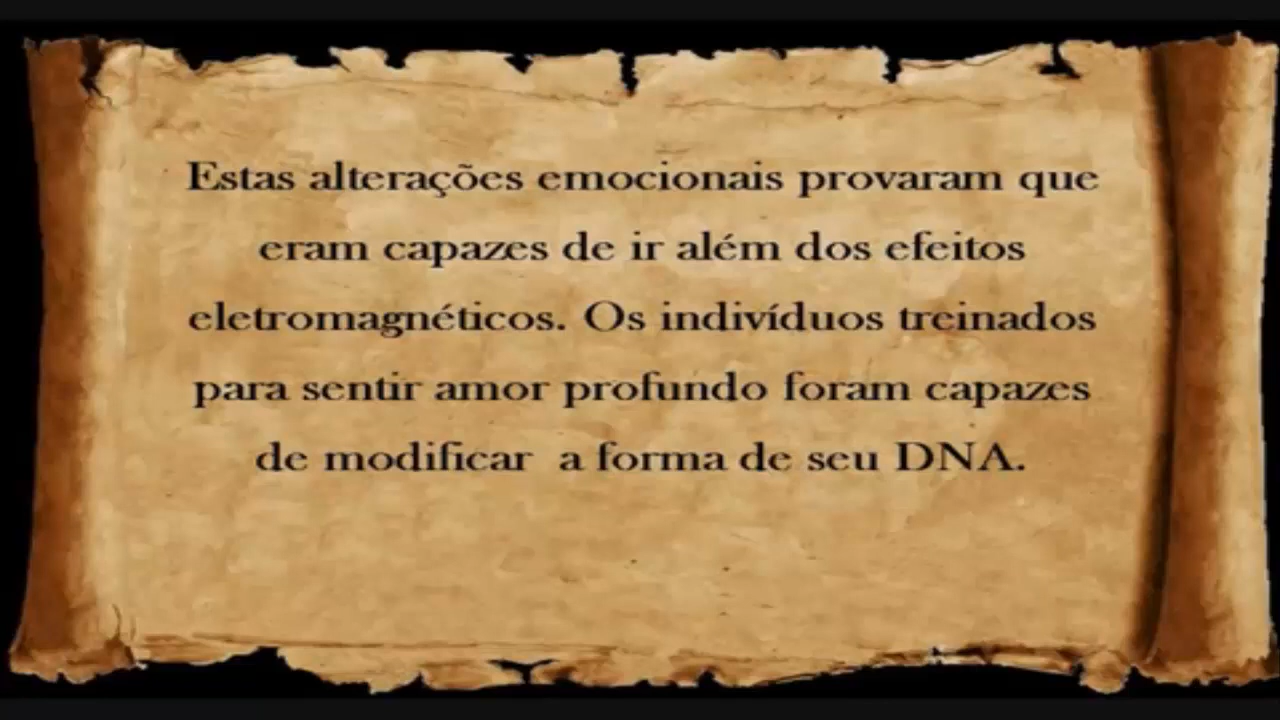 Estas alterações emocionais provaram que
eram capazes de ir além dos efeitos
eletromagnéticos. Os indivíduos treinados
para sentir amor profundo foram capazes
de modificar a forma de seu DNA.